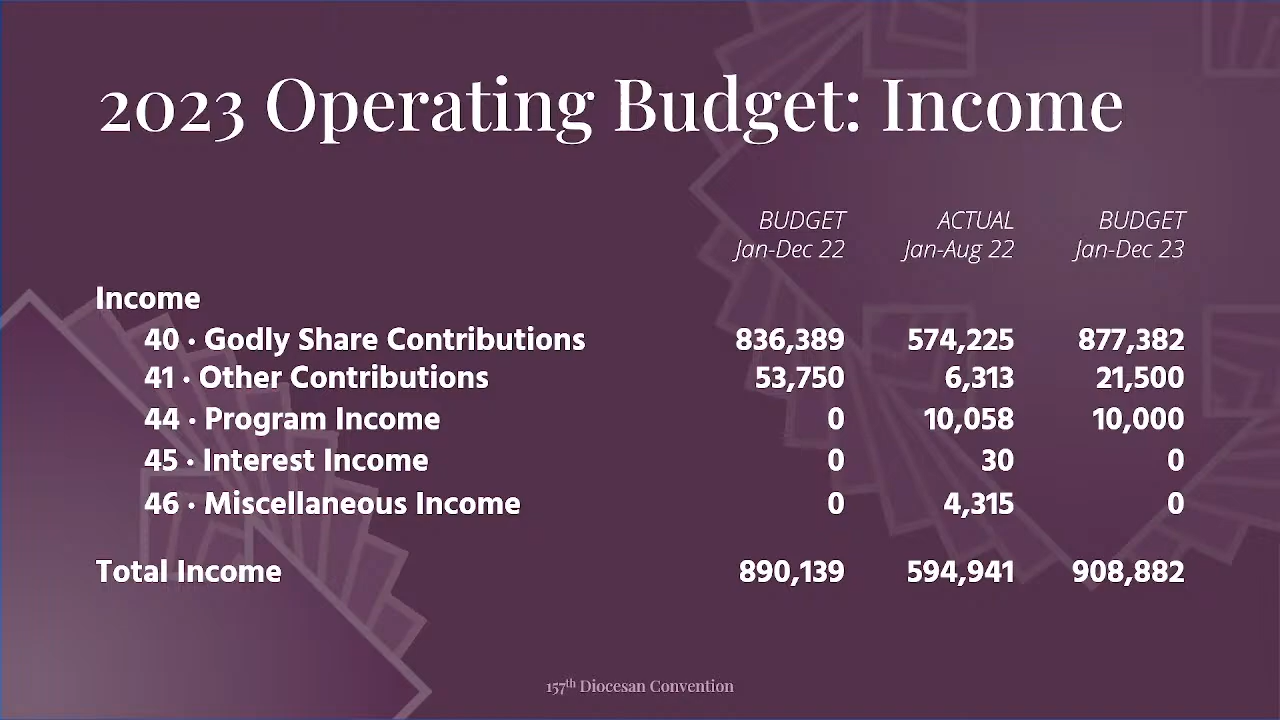 2023 Operating Budget: Income
BUDGET ACTUAL BUDGET
Jan-Dec 22 Jan-Aug 22 Jan-Dec 23
Income
40 · Godly Share Contributions 836,389 574,225 877,382
41 · Other Contributions 53,750 6,313 21,500
44 · Program Income 0 10,058 10,000
45 · Interest Income 0 30 0
46 · Miscellaneous Income 0 4,315 0
Total Income 890,139 594,941 908,882
157th Diocesan Convention